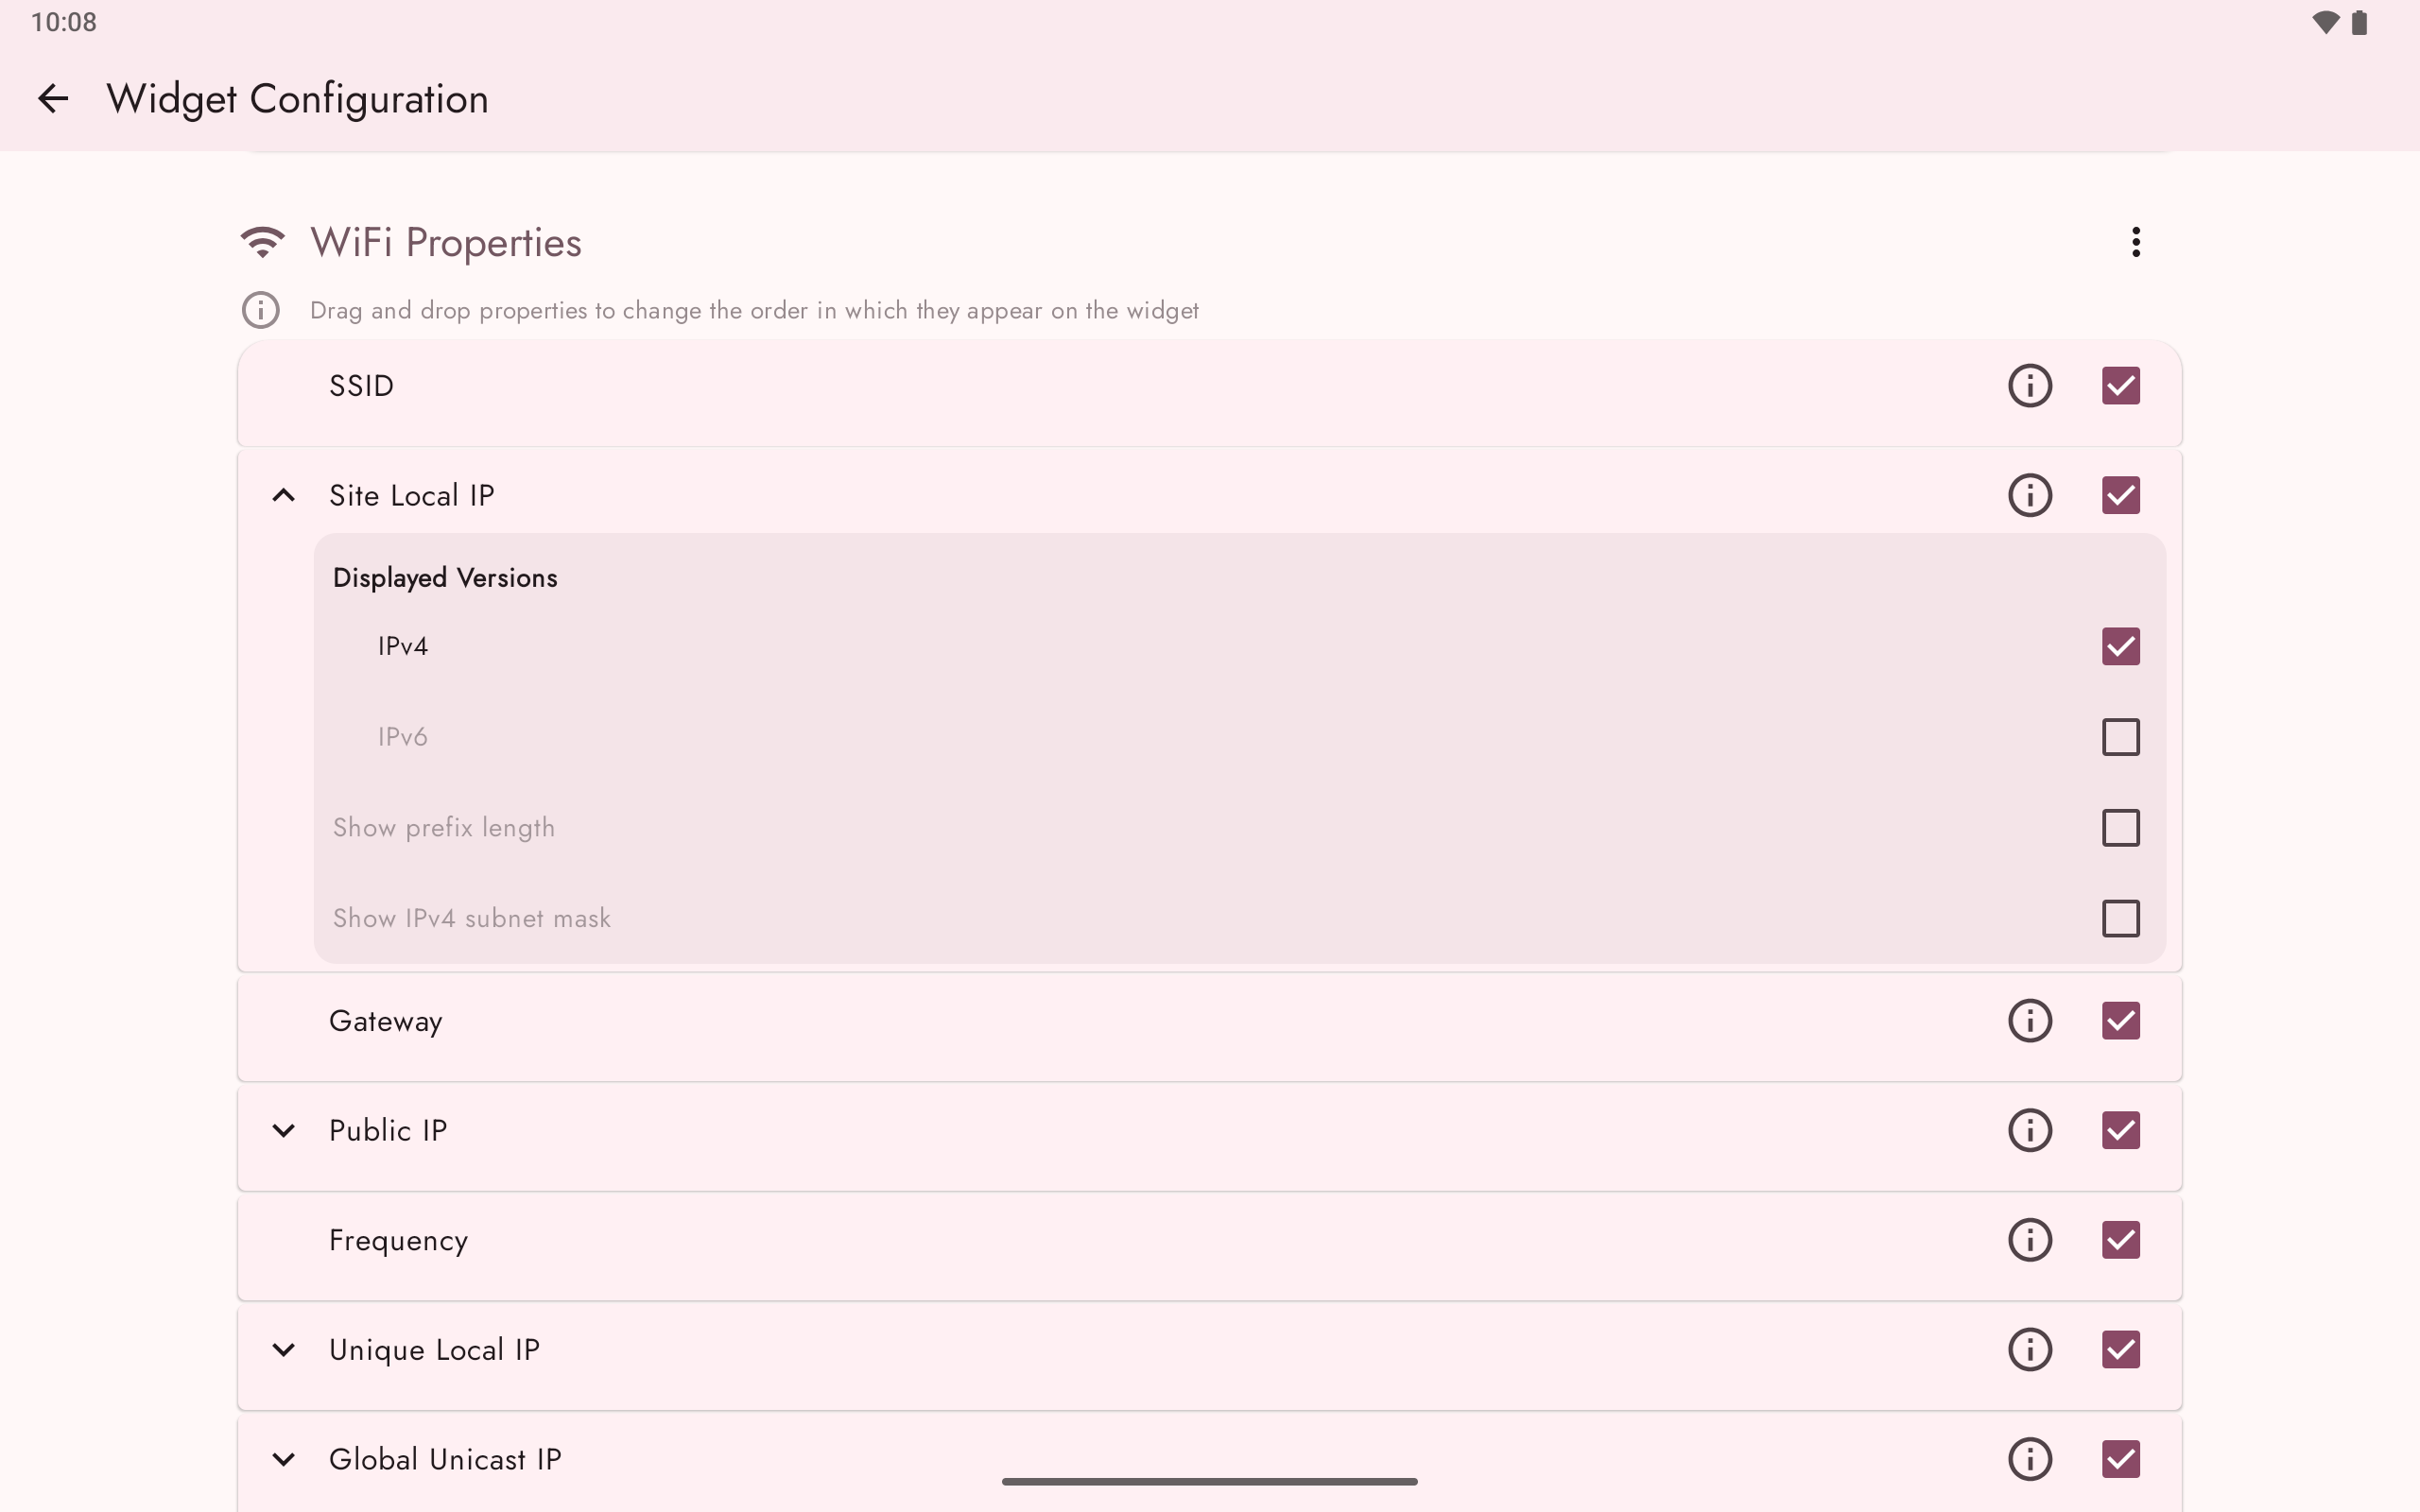 10:08
Widget Configuration
WiFi Properties
Drag and drop properties to change the order in which they appear on the widget
SSID
Site Local IP
Displayed Versions
IPv4
IPv6
Show prefix length
Show IPv4 subnet mask
Gateway
Public IP
Frequency
Unique Local IP
Global Unicast IP